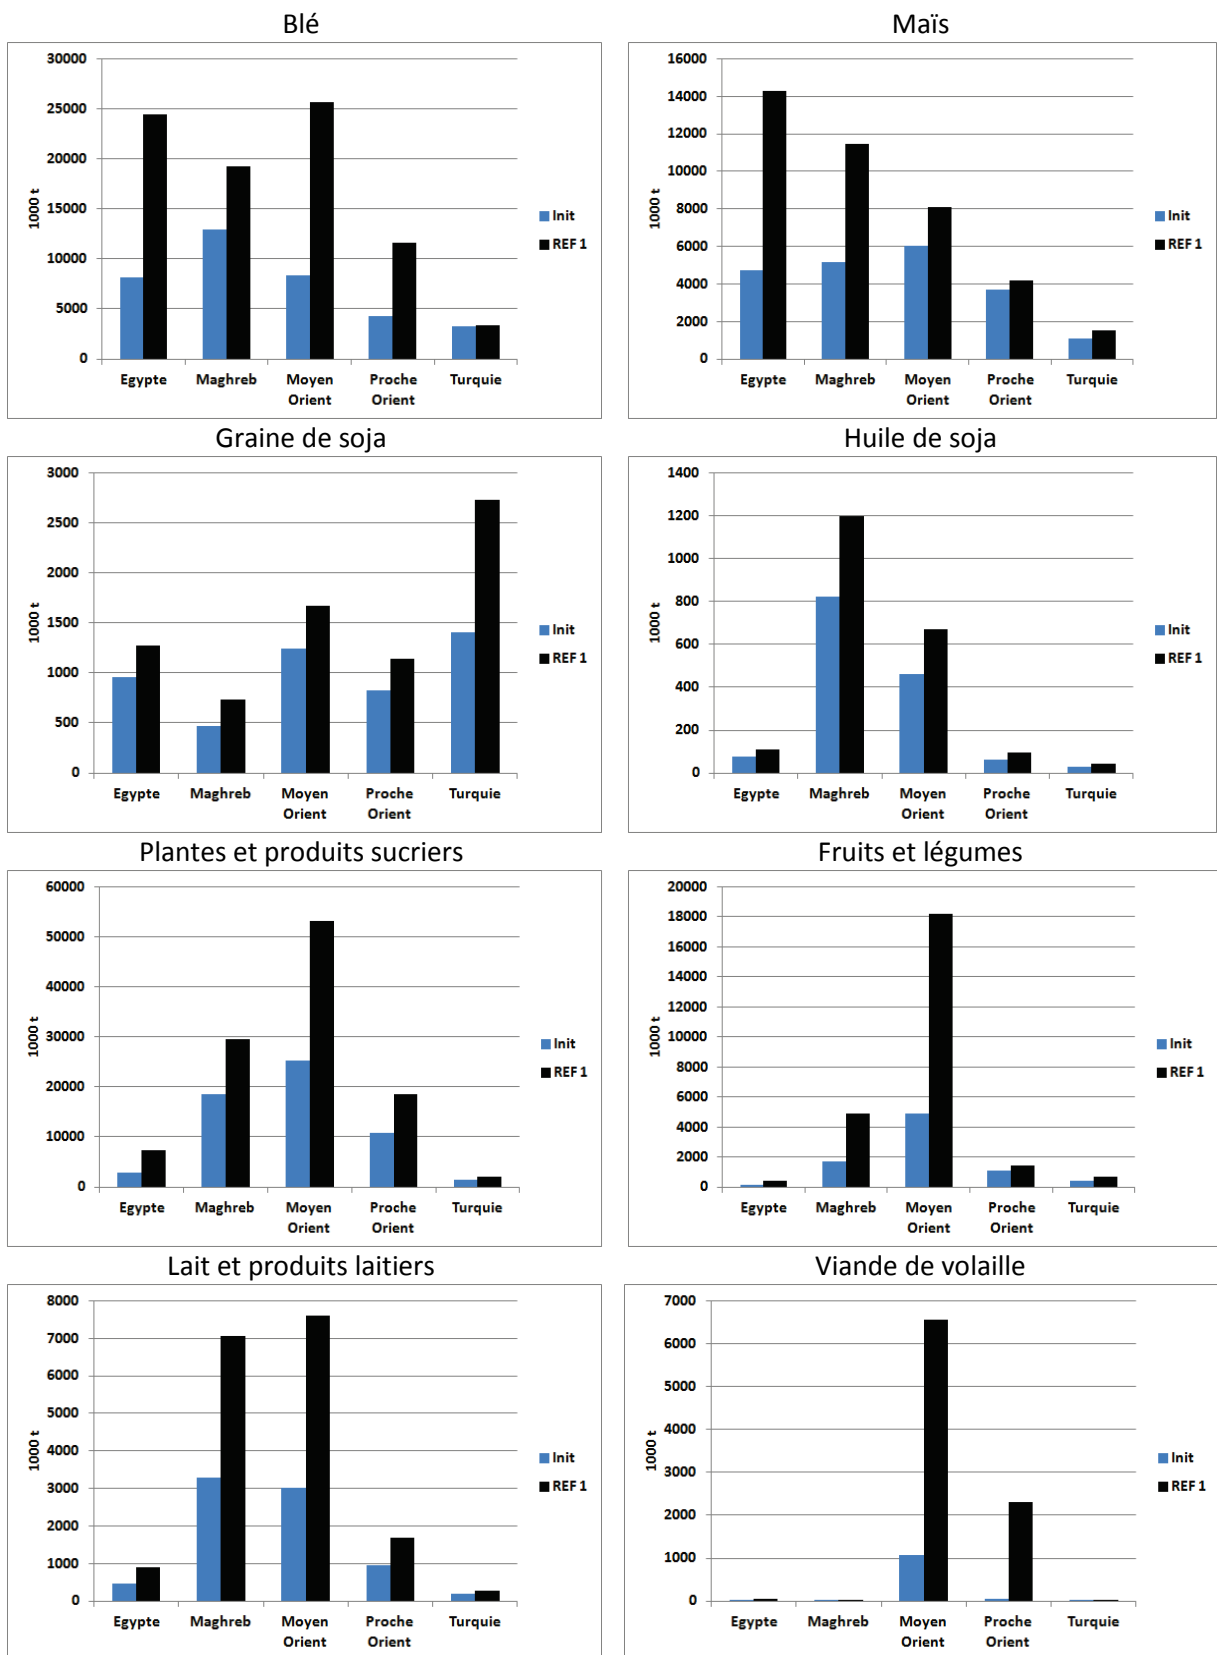 Blé
30000
25000
20000
15000
10000
5000
0
1000 t
Egypte
Maghreb
Moyen
Orient
Proche
Orient
Turquie
Init
REF 1
Maïs
16000
14000
12000
10000
8000
6000
4000
2000
0
1000 t
Egypte
Maghreb
Moyen
Orient
Proche
Orient
Turquie
Init
REF 1
Graine de soja
3000
2500
2000
1500
1000
500
0
1000 t
Egypte
Maghreb
Moyen
Orient
Proche
Orient
Turquie
Init
REF 1
Huile de soja
1400
1200
1000
800
600
400
200
0
1000 t
Egypte
Maghreb
Moyen
Orient
Proche
Orient
Turquie
Init
REF 1
Plantes et produits sucriers
60000
50000
40000
30000
20000
10000
0
1000 t
Egypte
Maghreb
Moyen
Orient
Proche
Orient
Turquie
Init
REF 1
Fruits et légumes
20000
18000
16000
14000
12000
10000
8000
6000
4000
2000
0
1000 t
Egypte
Maghreb
Moyen
Orient
Proche
Orient
Turquie
Init
REF 1
Lait et produits laitiers
8000
7000
6000
5000
4000
3000
2000
1000
0
1000 t
Egypte
Maghreb
Moyen
Orient
Proche
Orient
Turquie
Init
REF 1
Viande de volaille
7000
6000
5000
4000
3000
2000
1000
0
1000 t
Egypte
Maghreb
Moyen
Orient
Proche
Orient
Turquie
Init
REF 1